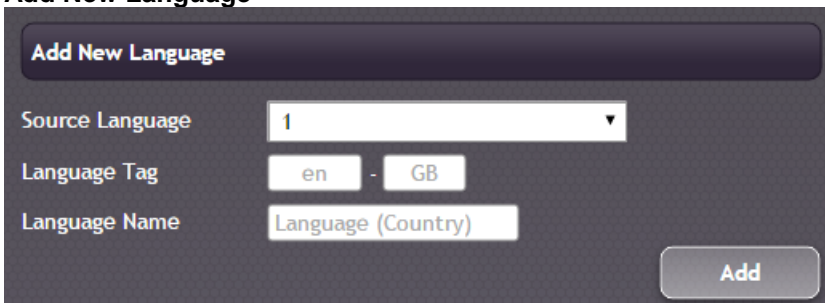 Add New Language
Add New Language
Source Language 1
Language Tag en - GB
Language Name Language (Country)
Add